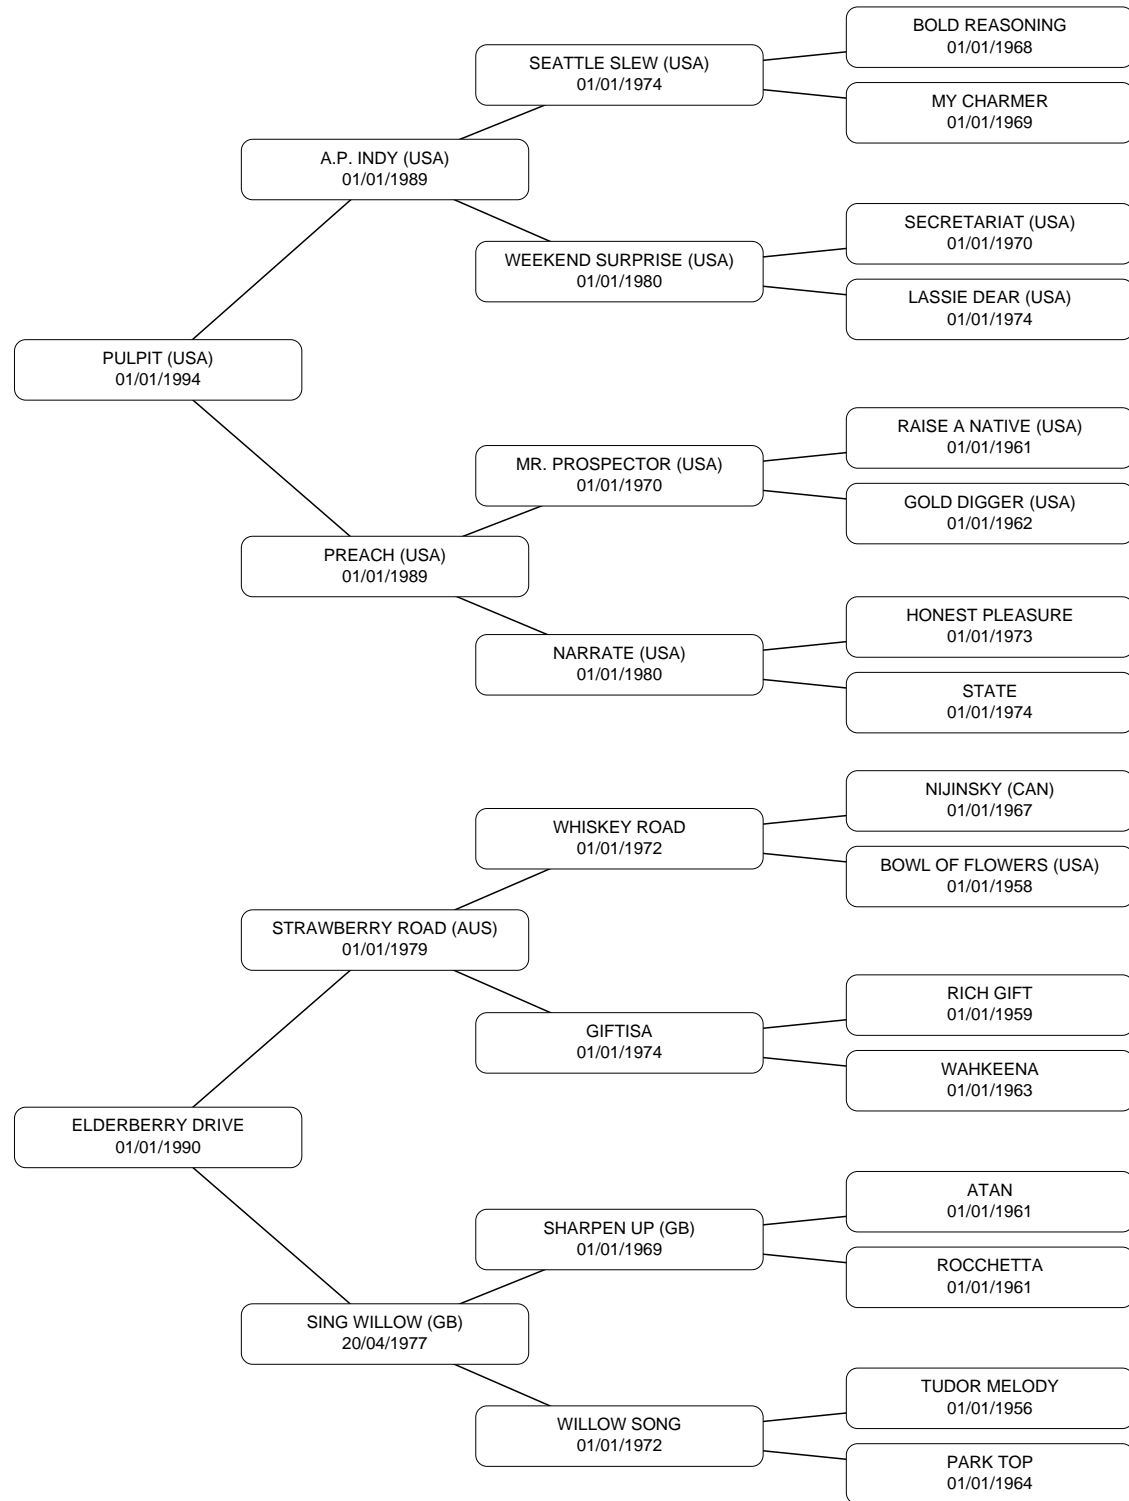 BOLD REASONING
01/01/1968
SEATTLE SLEW (USA)
01/01/1974
MY CHARMER
01/01/1969
A.P. INDY (USA)
01/01/1989
SECRETARIAT (USA)
01/01/1970
WEEKEND SURPRISE (USA)
01/01/1980
LASSIE DEAR (USA)
01/01/1974
PULPIT (USA)
01/01/1994
RAISE A NATIVE (USA)
01/01/1961
MR. PROSPECTOR (USA)
01/01/1970
GOLD DIGGER (USA)
01/01/1962
PREACH (USA)
01/01/1989
HONEST PLEASURE
01/01/1973
NARRATE (USA)
01/01/1980
STATE
01/01/1974
NIJINSKY (CAN)
01/01/1967
WHISKEY ROAD
01/01/1972
BOWL OF FLOWERS (USA)
01/01/1958
STRAWBERRY ROAD (AUS)
01/01/1979
RICH GIFT
01/01/1959
GIFTISA
01/01/1974
WAHKEENA
01/01/1963
ELDERBERRY DRIVE
01/01/1990
ATAN
01/01/1961
SHARPEN UP (GB)
01/01/1969
ROCCHETTA
01/01/1961
SING WILLOW (GB)
20/04/1977
TUDOR MELODY
01/01/1956
WILLOW SONG
01/01/1972
PARK TOP
01/01/1964